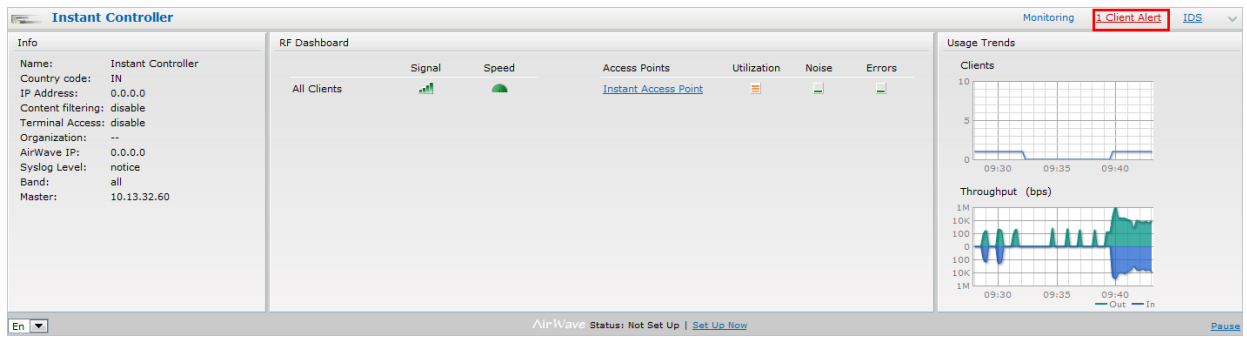 Instant Controller
Monitoring 1 Client Alert IDS
Info
Name: Instant Controller
Country code: IN
IP Address: 0.0.0.0
Content filtering: disable
Terminal Access: disable
Organization: --
AirWave IP: 0.0.0.0
Syslog Level: notice
Band: all
Master: 10.13.32.60
RF Dashboard
Signal Speed Access Points Utilization Noise Errors
All Clients Instant Access Point
Usage Trends
Clients
10
5
0
09:30 09:35 09:40
Throughput (bps)
1M
10K
100
0
100
10K
1M
09:30 09:35 09:40
Out In
En
AirWave Status: Not Set Up | Set Up Now
Pause